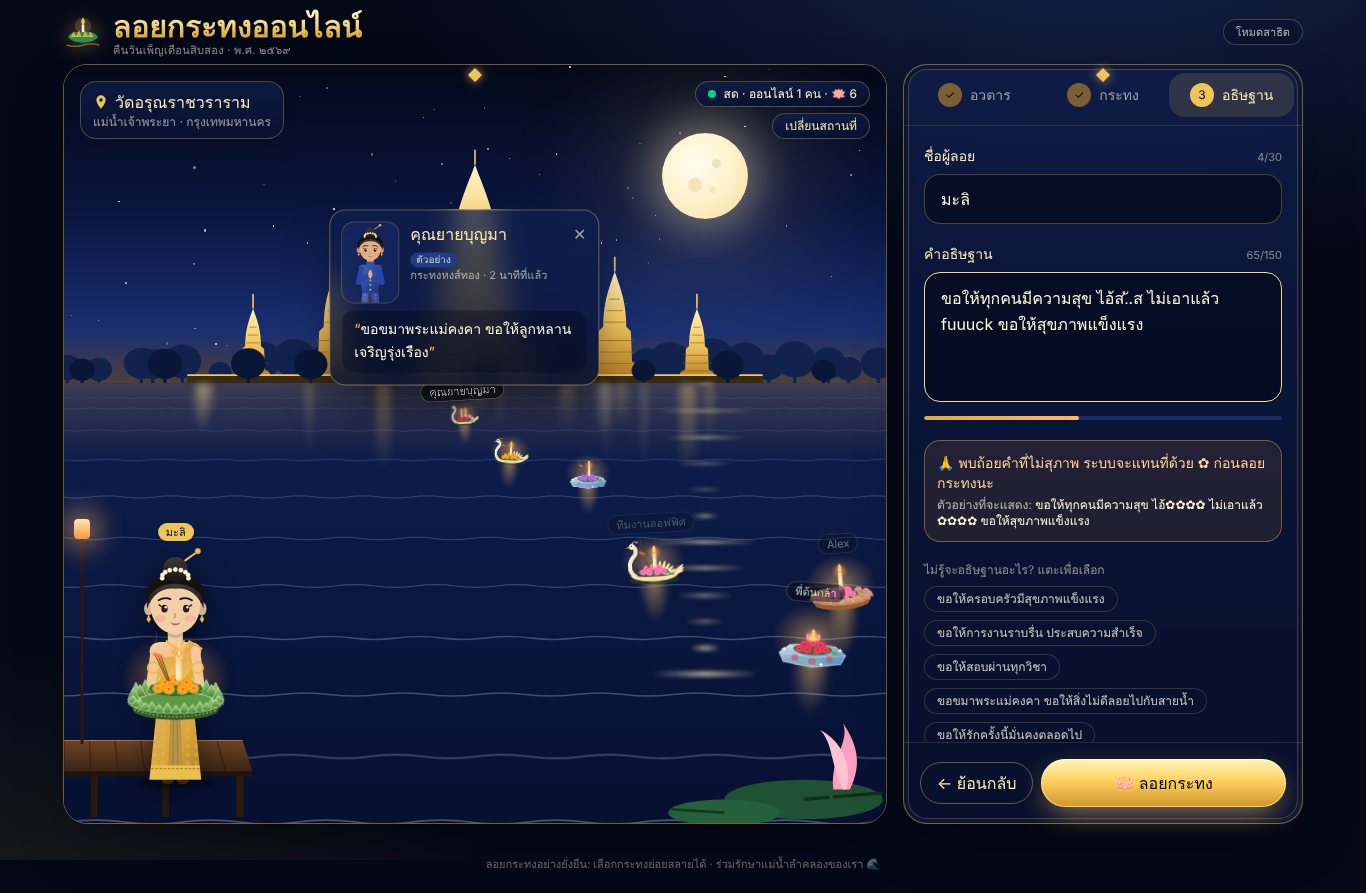 ลอยกระทงออนไลน์
คืนวันเพ็ญเดือนสิบสอง · พ.ศ. ๒๕๖๙
โหมดสาธิต
วัดอรุณราชวราราม
แม่น้ำเจ้าพระยา · กรุงเทพมหานคร
สด · ออนไลน์ 1 คน · 🪷 6
เปลี่ยนสถานที่
คุณยายบุญมา
ตัวอย่าง
กระทงหงส์ทอง · 2 นาทีที่แล้ว
“ขอขมาพระแม่คงคา ขอให้ลูกหลาน
เจริญรุ่งเรือง”
คุณยายบุญมา
ทีมงานออฟฟิศ
Alex
พี่ต้นกล้า
มะลิ
✓ อวตาร
✓ กระทง
3 อธิษฐาน
ชื่อผู้ลอย
4/30
มะลิ
คำอธิษฐาน
65/150
ขอให้ทุกคนมีความสุข ไอ้ส.ั.ส ไม่เอาแล้ว
fuuuck ขอให้สุขภาพแข็งแรง
🙏 พบถ้อยคำที่ไม่สุภาพ ระบบจะแทนที่ด้วย ✿ ก่อนลอย
กระทงนะ
ตัวอย่างที่จะแสดง: ขอให้ทุกคนมีความสุข ไอ้✿✿✿✿ ไม่เอาแล้ว
✿✿✿✿ ขอให้สุขภาพแข็งแรง
ไม่รู้จะอธิษฐานอะไร? แตะเพื่อเลือก
ขอให้ครอบครัวมีสุขภาพแข็งแรง
ขอให้การงานราบรื่น ประสบความสำเร็จ
ขอให้สอบผ่านทุกวิชา
ขอขมาพระแม่คงคา ขอให้สิ่งไม่ดีลอยไปกับสายน้ำ
ขอให้รักครั้งนี้มั่นคงตลอดไป
← ย้อนกลับ
🪷 ลอยกระทง
ลอยกระทงอย่างยั่งยืน: เลือกกระทงย่อยสลายได้ · ร่วมรักษาแม่น้ำลำคลองของเรา 🌊